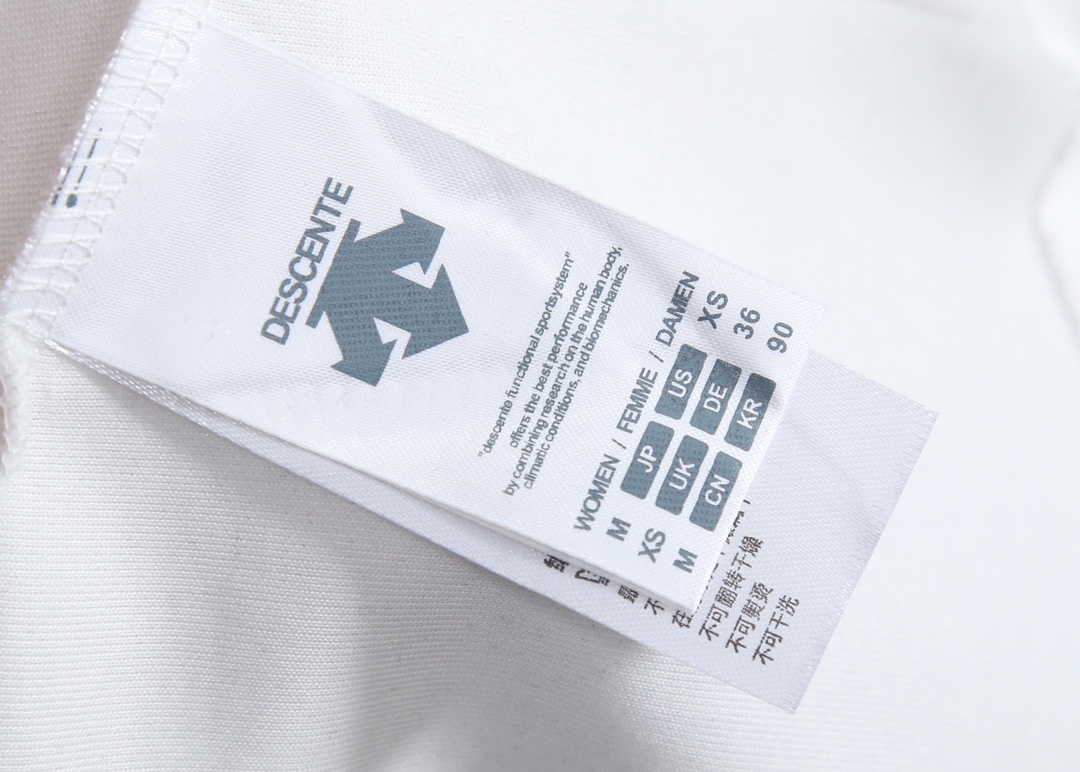 DESCENTE
"descente functional sportsystem"
offers the best performance
by combining research on the human body,
climatic conditions, and biomechanics.
WOMEN / FEMME / DAMEN
M JP US XS
XS UK DE 36
M CN KR 90
不
在
不可翻转干燥
不可熨烫
不可干洗